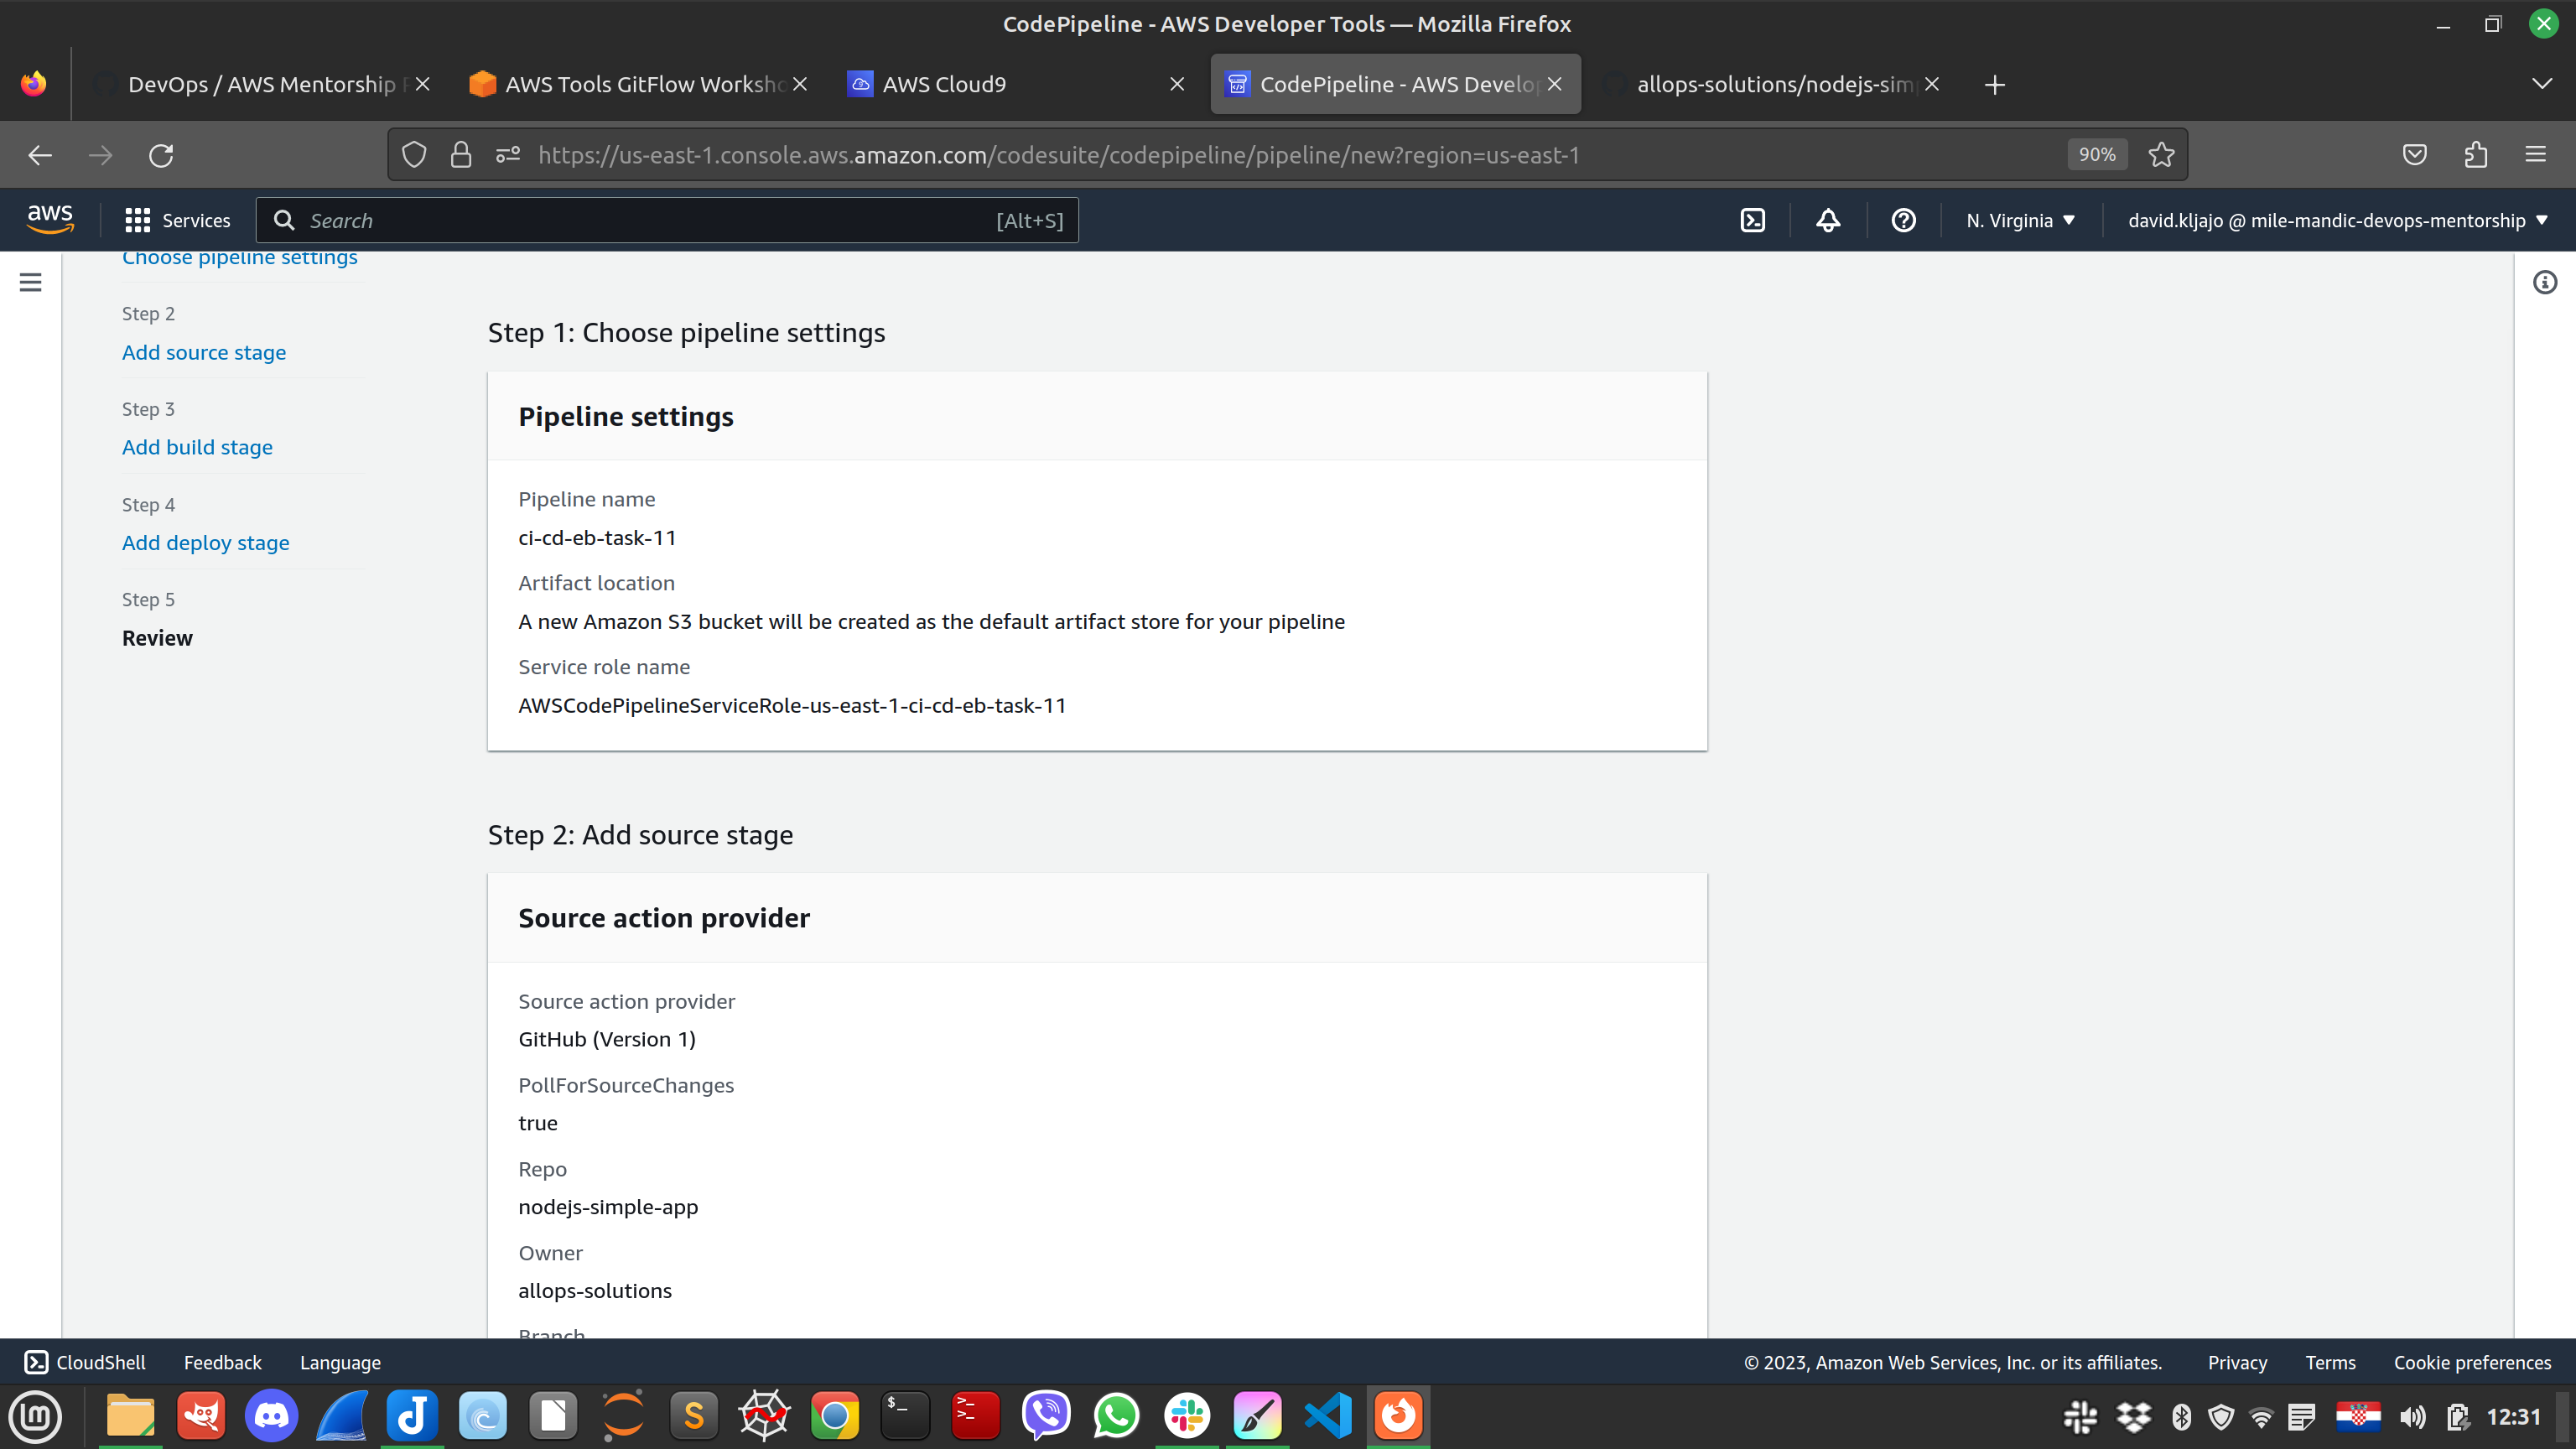 CodePipeline - AWS Developer Tools — Mozilla Firefox
DevOps / AWS Mentorship
AWS Tools GitFlow Worksho
AWS Cloud9
CodePipeline - AWS Develop
allops-solutions/nodejs-sim
https://us-east-1.console.aws.amazon.com/codesuite/codepipeline/pipeline/new?region=us-east-1
90%
aws
Services
Search
[Alt+S]
N. Virginia
david.kljajo @ mile-mandic-devops-mentorship
Choose pipeline settings
Step 2
Add source stage
Step 3
Add build stage
Step 4
Add deploy stage
Step 5
Review
Step 1: Choose pipeline settings
Pipeline settings
Pipeline name
ci-cd-eb-task-11
Artifact location
A new Amazon S3 bucket will be created as the default artifact store for your pipeline
Service role name
AWSCodePipelineServiceRole-us-east-1-ci-cd-eb-task-11
Step 2: Add source stage
Source action provider
Source action provider
GitHub (Version 1)
PollForSourceChanges
true
Repo
nodejs-simple-app
Owner
allops-solutions
Branch
CloudShell
Feedback
Language
© 2023, Amazon Web Services, Inc. or its affiliates.
Privacy
Terms
Cookie preferences
12:31